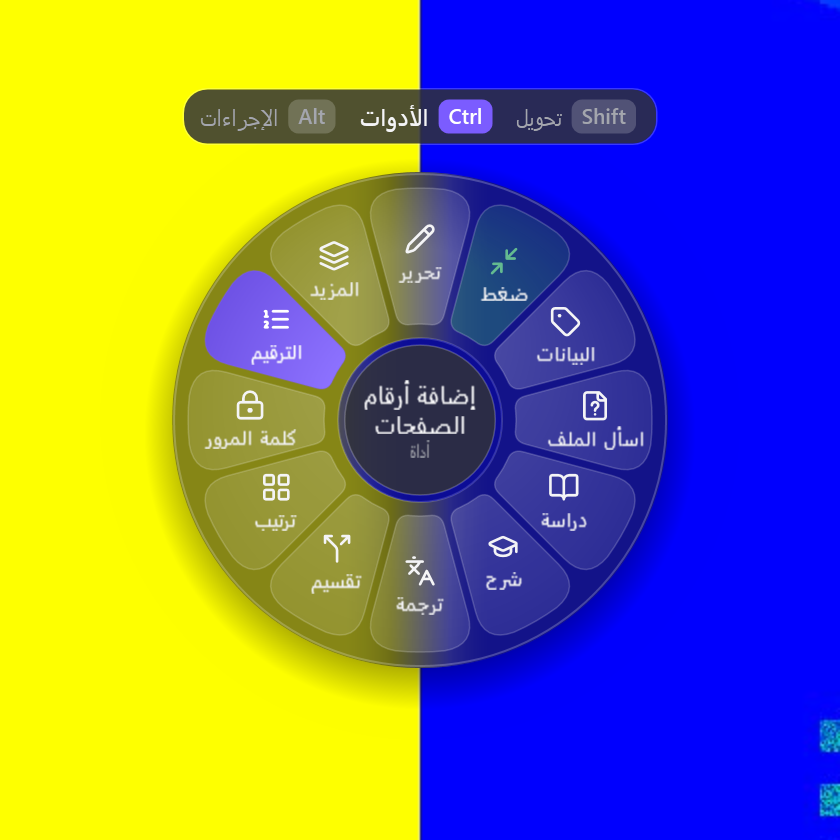 Shift تحويل Ctrl الأدوات Alt الإجراءات
تحرير
ضغط
المزيد
البيانات
الترقيم
اسأل الملف
كلمة المرور
إضافة أرقام
الصفحات
أداة
دراسة
ترتيب
شرح
تقسيم
ترجمة